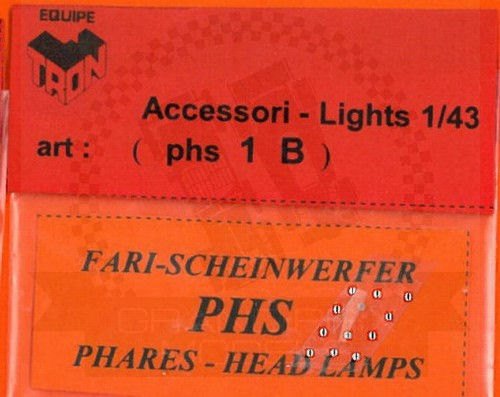 EQUIPE
TRON
Accessori - Lights 1/43
art : ( phs 1 B )
FARI-SCHEINWERFER
PHS
PHARES - HEAD LAMPS